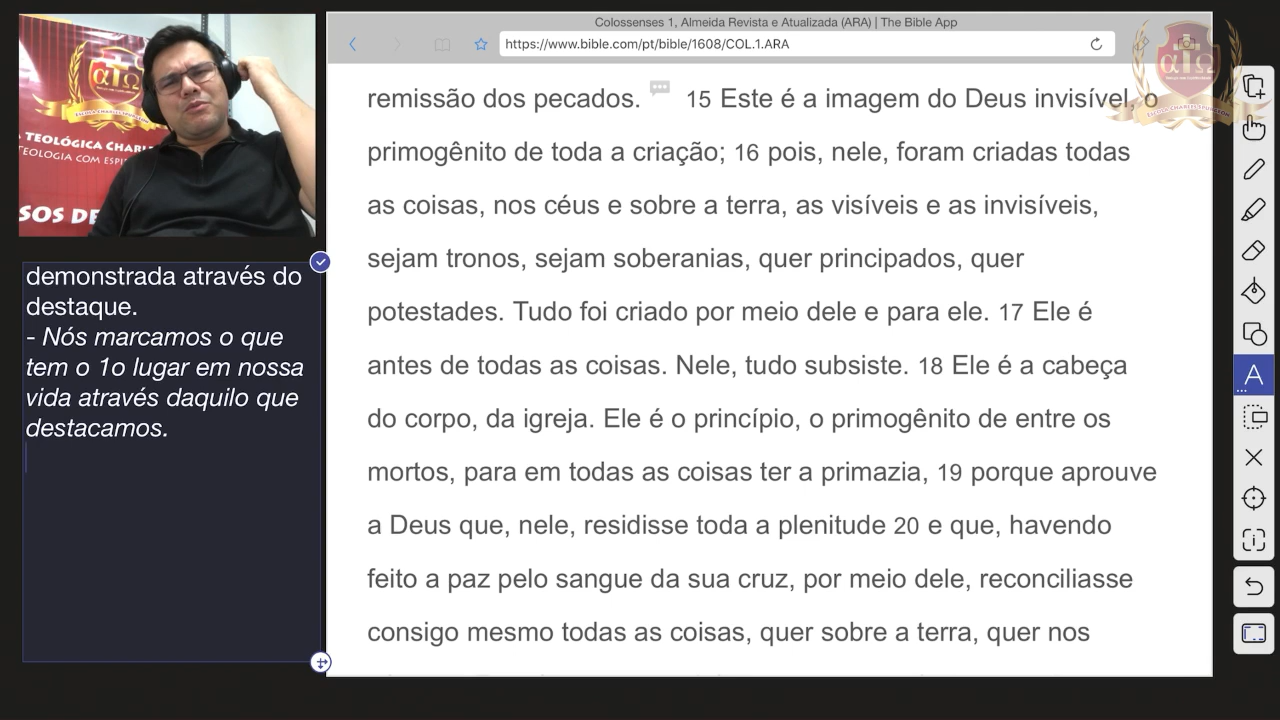 Colossenses 1, Almeida Revista e Atualizada (ARA) | The Bible App
https://www.bible.com/pt/bible/1608/COL.1.ARA
A TEOLÓGICA CHARL
TEOLOGIA COM ESPI
SOS DE
demonstrada através do
destaque.
- Nós marcamos o que
tem o 1o lugar em nossa
vida através daquilo que
destacamos.
remissão dos pecados. 15 Este é a imagem do Deus invisível, o
primogênito de toda a criação; 16 pois, nele, foram criadas todas
as coisas, nos céus e sobre a terra, as visíveis e as invisíveis,
sejam tronos, sejam soberanias, quer principados, quer
potestades. Tudo foi criado por meio dele e para ele. 17 Ele é
antes de todas as coisas. Nele, tudo subsiste. 18 Ele é a cabeça
do corpo, da igreja. Ele é o princípio, o primogênito de entre os
mortos, para em todas as coisas ter a primazia, 19 porque aprouve
a Deus que, nele, residisse toda a plenitude 20 e que, havendo
feito a paz pelo sangue da sua cruz, por meio dele, reconciliasse
consigo mesmo todas as coisas, quer sobre a terra, quer nos
ESCOLA CHARLES SPURGEON
A